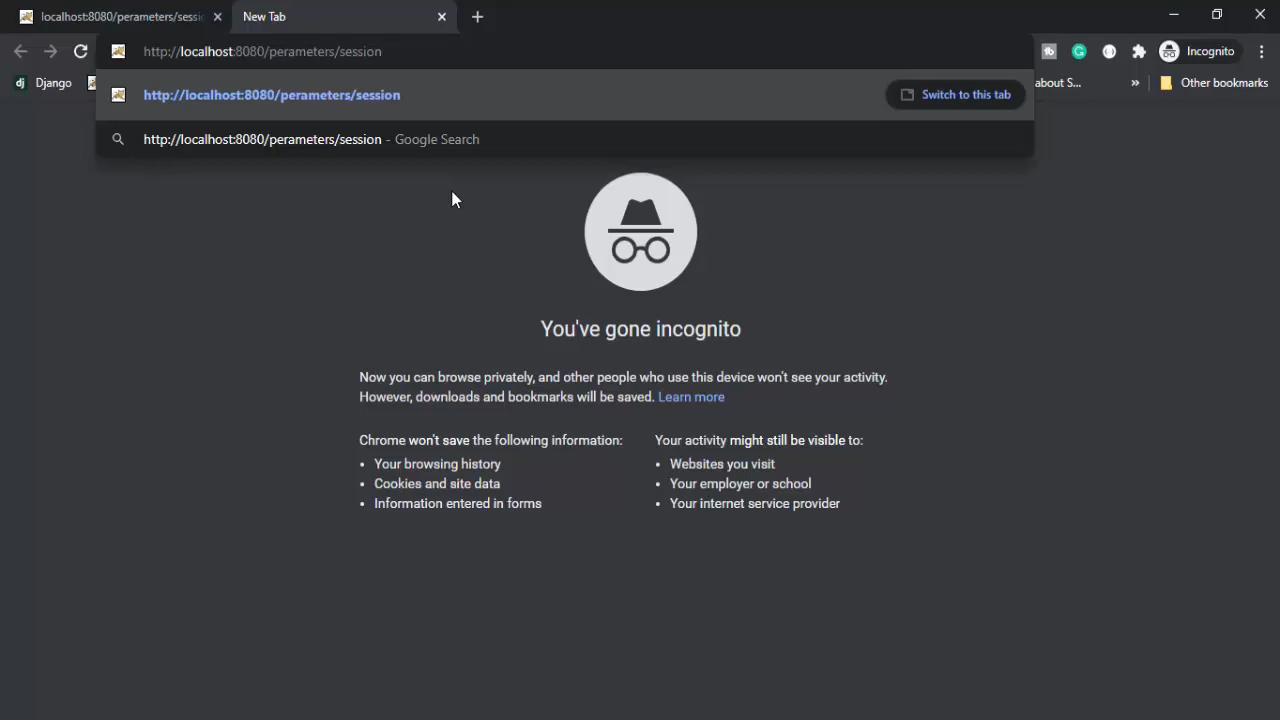 localhost:8080/perameters/sessi
New Tab
http://localhost:8080/perameters/session
Incognito
http://localhost:8080/perameters/session
Switch to this tab
http://localhost:8080/perameters/session - Google Search
dj Django
about S...
»
Other bookmarks
You've gone incognito
Now you can browse privately, and other people who use this device won't see your activity.
However, downloads and bookmarks will be saved. Learn more
Chrome won't save the following information:
• Your browsing history
• Cookies and site data
• Information entered in forms
Your activity might still be visible to:
• Websites you visit
• Your employer or school
• Your internet service provider